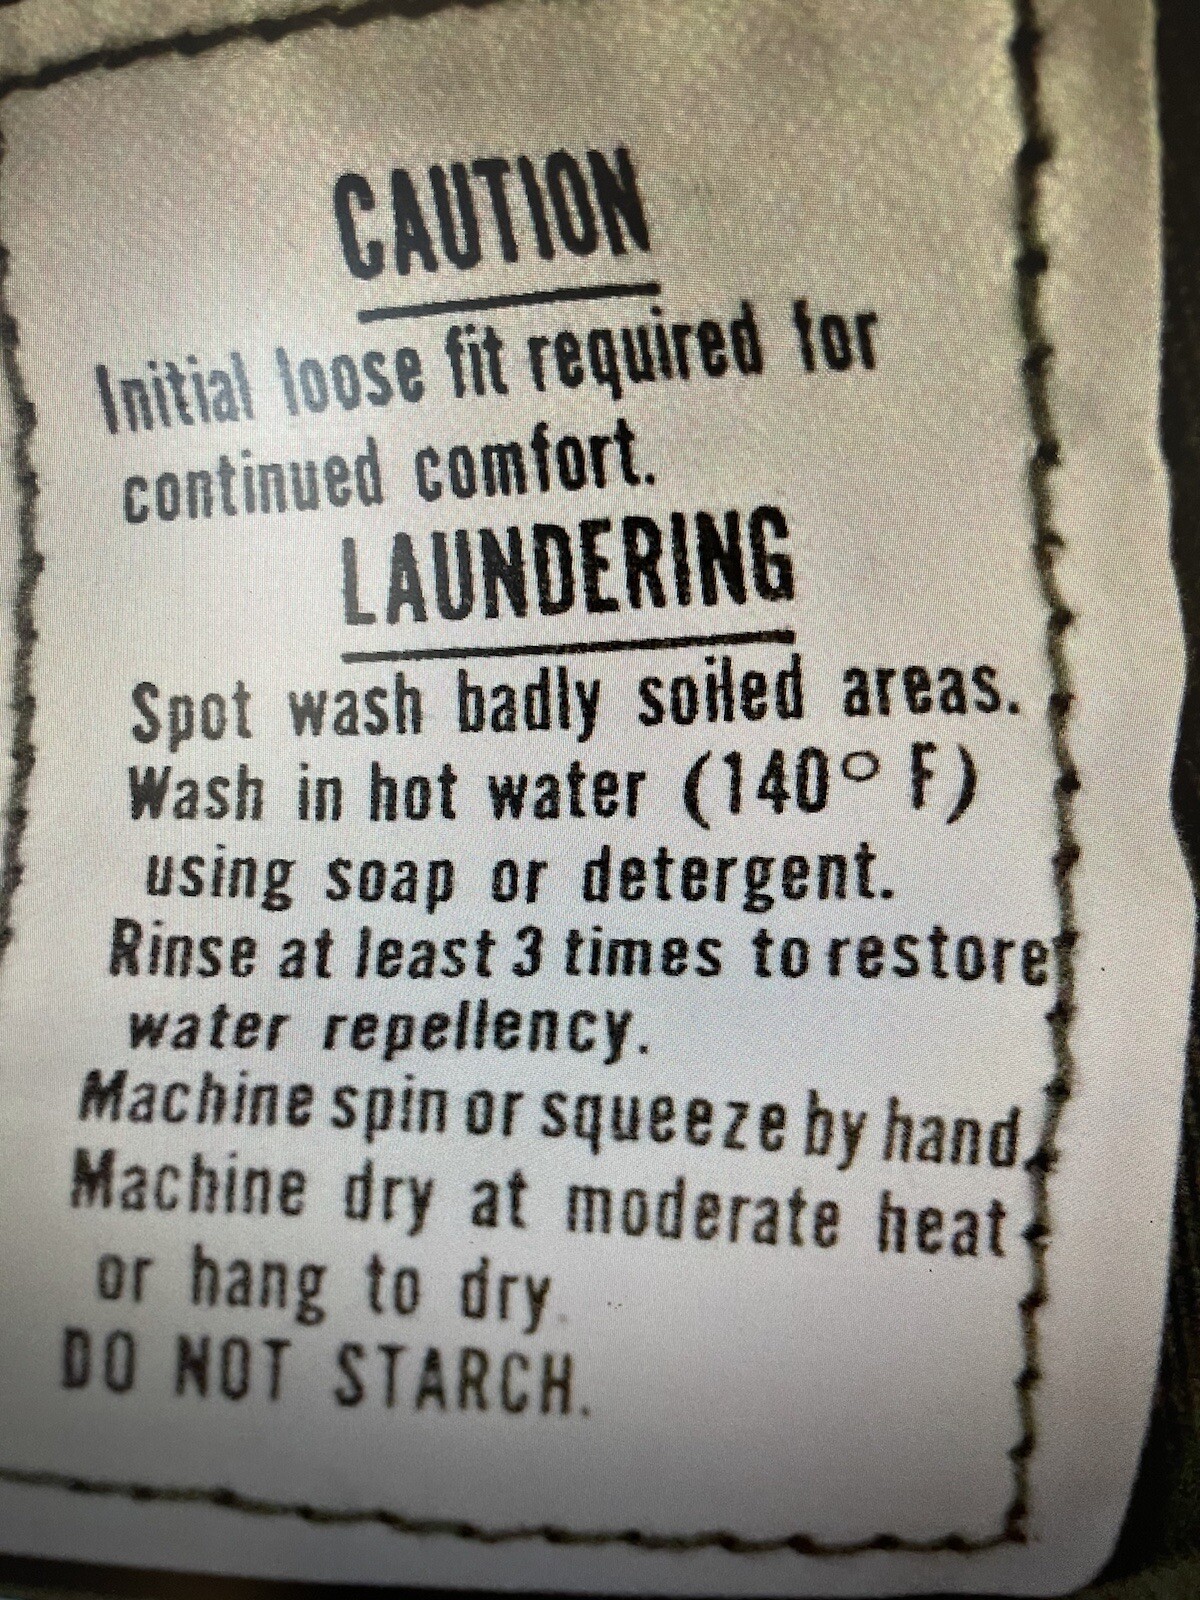 CAUTION
Initial loose fit required for
continued comfort.
LAUNDERING
Spot wash badly soiled areas.
Wash in hot water (140° F)
using soap or detergent.
Rinse at least 3 times to restore
water repellency.
Machine spin or squeeze by hand.
Machine dry at moderate heat
or hang to dry.
DO NOT STARCH.